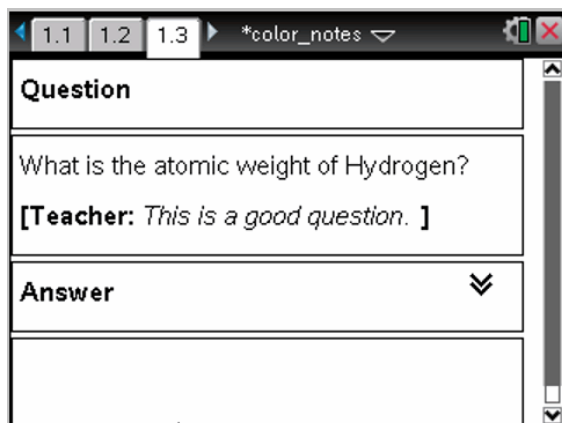 1.1 1.2 1.3 *color_notes
Question
What is the atomic weight of Hydrogen?
[Teacher: This is a good question. ]
Answer